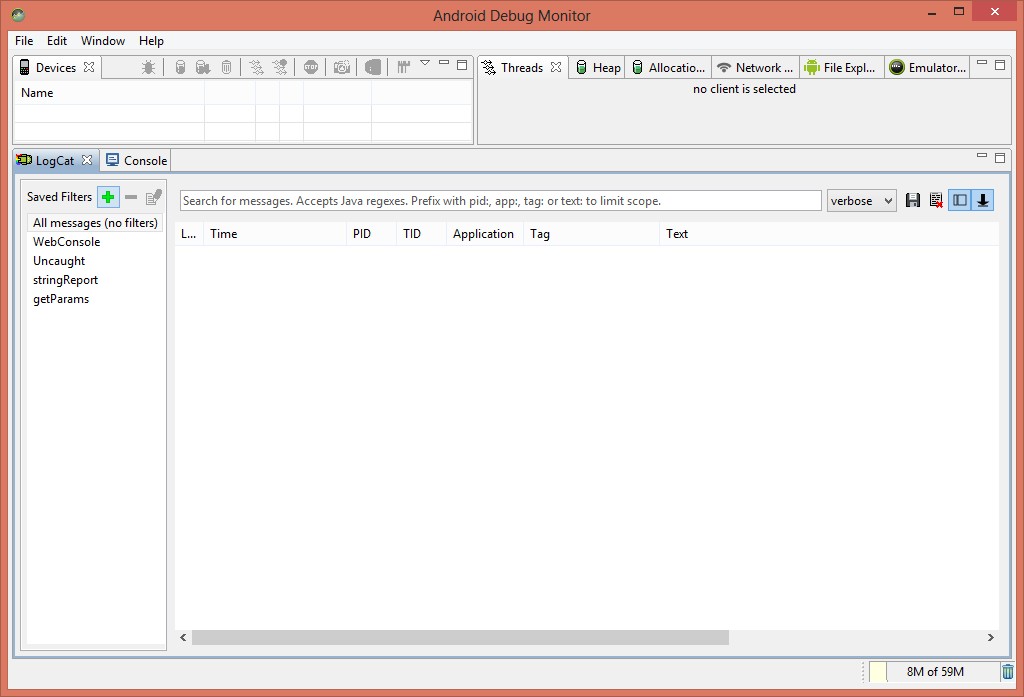 Android Debug Monitor
File Edit Window Help
Devices
Threads Heap Allocatio... Network ... File Expl... Emulator...
Name
no client is selected
LogCat Console
Saved Filters
Search for messages. Accepts Java regexes. Prefix with pid:, app:, tag: or text: to limit scope.
verbose
All messages (no filters)
WebConsole
Uncaught
stringReport
getParams
L... Time PID TID Application Tag Text
8M of 59M